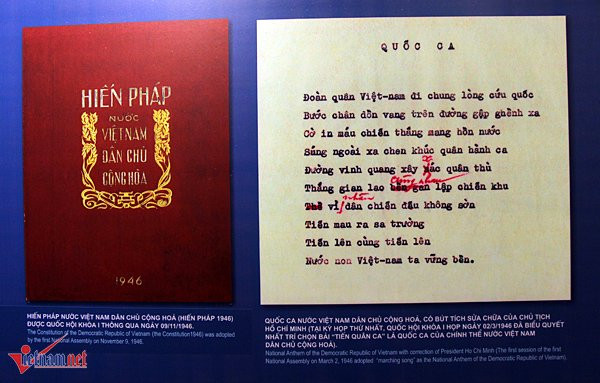 HIẾN PHÁP
NƯỚC
VIỆT NAM
DÂN CHỦ
CỘNG HÒA
1946
HIẾN PHÁP NƯỚC VIỆT NAM DÂN CHỦ CỘNG HOÀ (HIẾN PHÁP 1946)
ĐƯỢC QUỐC HỘI KHOÁ I THÔNG QUA NGÀY 09/11/1946.
The Constitution of the Democratic Republic of Vietnam (the Constitution1946) was adopted
by the first National Assembly on November 9, 1946.
QUỐC CA
Đoàn quân Việt-nam đi chung lòng cứu quốc
Bước chân dồn vang trên đường gập ghềnh xa
Cờ in mầu chiến thắng mang hồn nước
Súng ngoài xa chen khúc quân hành ca
Đường vinh quang xây xác quân thù
Thắng gian lao cùng nhau lập chiến khu
Vì nhân dân chiến đấu không sờn
Tiến mau ra sa trường
Tiến lên cùng tiến lên
Nước non Việt-nam ta vững bền.
QUỐC CA NƯỚC VIỆT NAM DÂN CHỦ CỘNG HOÀ, CÓ BÚT TÍCH SỬA CHỮA CỦA CHỦ TỊCH
HỒ CHÍ MINH (TẠI KỲ HỌP THỨ NHẤT, QUỐC HỘI KHOÁ I HỌP NGÀY 02/3/1946 ĐÃ BIỂU QUYẾT
NHẤT TRÍ CHỌN BÀI “TIẾN QUÂN CA” LÀ QUỐC CA CỦA CHÍNH THỂ NƯỚC VIỆT NAM
DÂN CHỦ CỘNG HOÀ).
National Anthem of the Democratic Republic of Vietnam with correction of President Ho Chi Minh (The first session of the first
National Assembly on March 2, 1946 adopted: "marching song" as the National Anthem of the Democratic Republic of Vietnam).
Vietnam.net